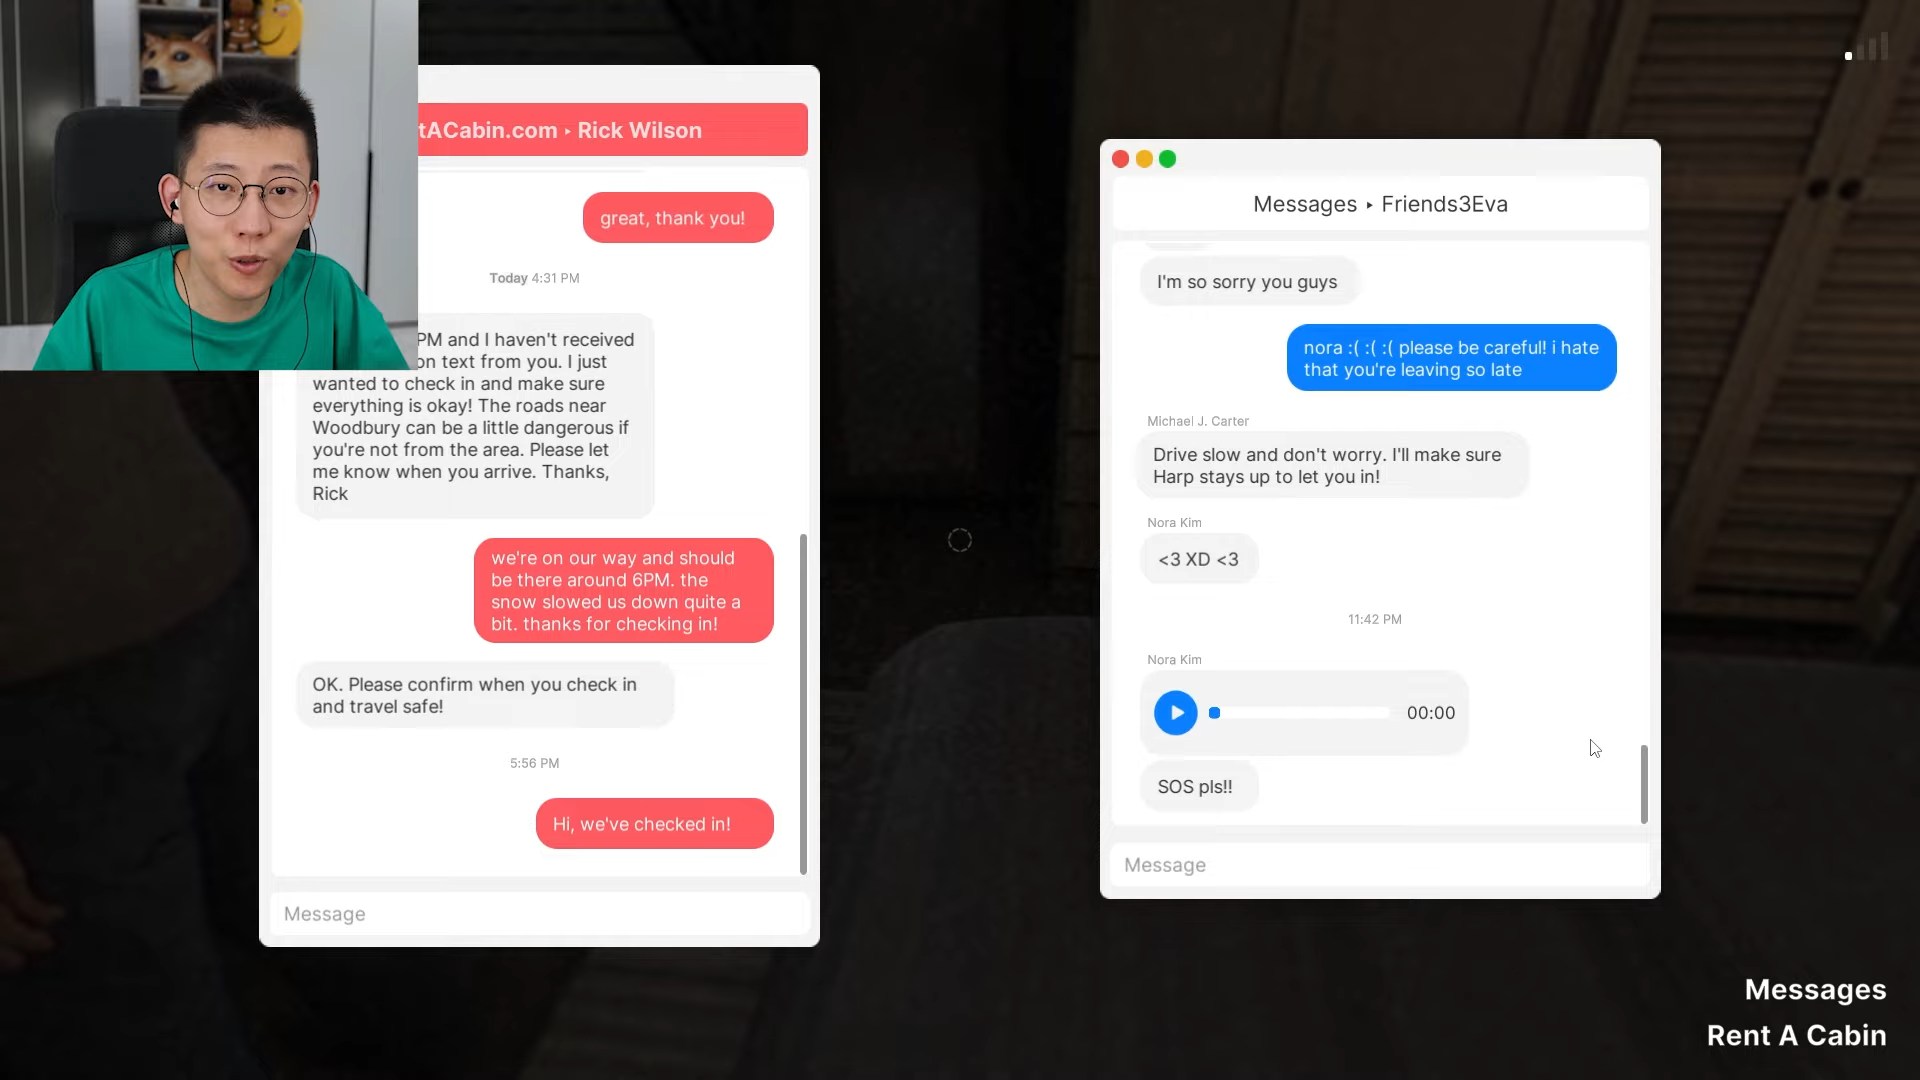 tACabin.com ▸ Rick Wilson
great, thank you!
Today 4:31 PM
PM and I haven't received
on text from you. I just
wanted to check in and make sure
everything is okay! The roads near
Woodbury can be a little dangerous if
you're not from the area. Please let
me know when you arrive. Thanks,
Rick
we're on our way and should
be there around 6PM. the
snow slowed us down quite a
bit. thanks for checking in!
OK. Please confirm when you check in
and travel safe!
5:56 PM
Hi, we've checked in!
Message
Messages ▸ Friends3Eva
I'm so sorry you guys
nora :( :( :( please be careful! i hate
that you're leaving so late
Michael J. Carter
Drive slow and don't worry. I'll make sure
Harp stays up to let you in!
Nora Kim
<3 XD <3
11:42 PM
Nora Kim
00:00
SOS pls!!
Message
Messages
Rent A Cabin